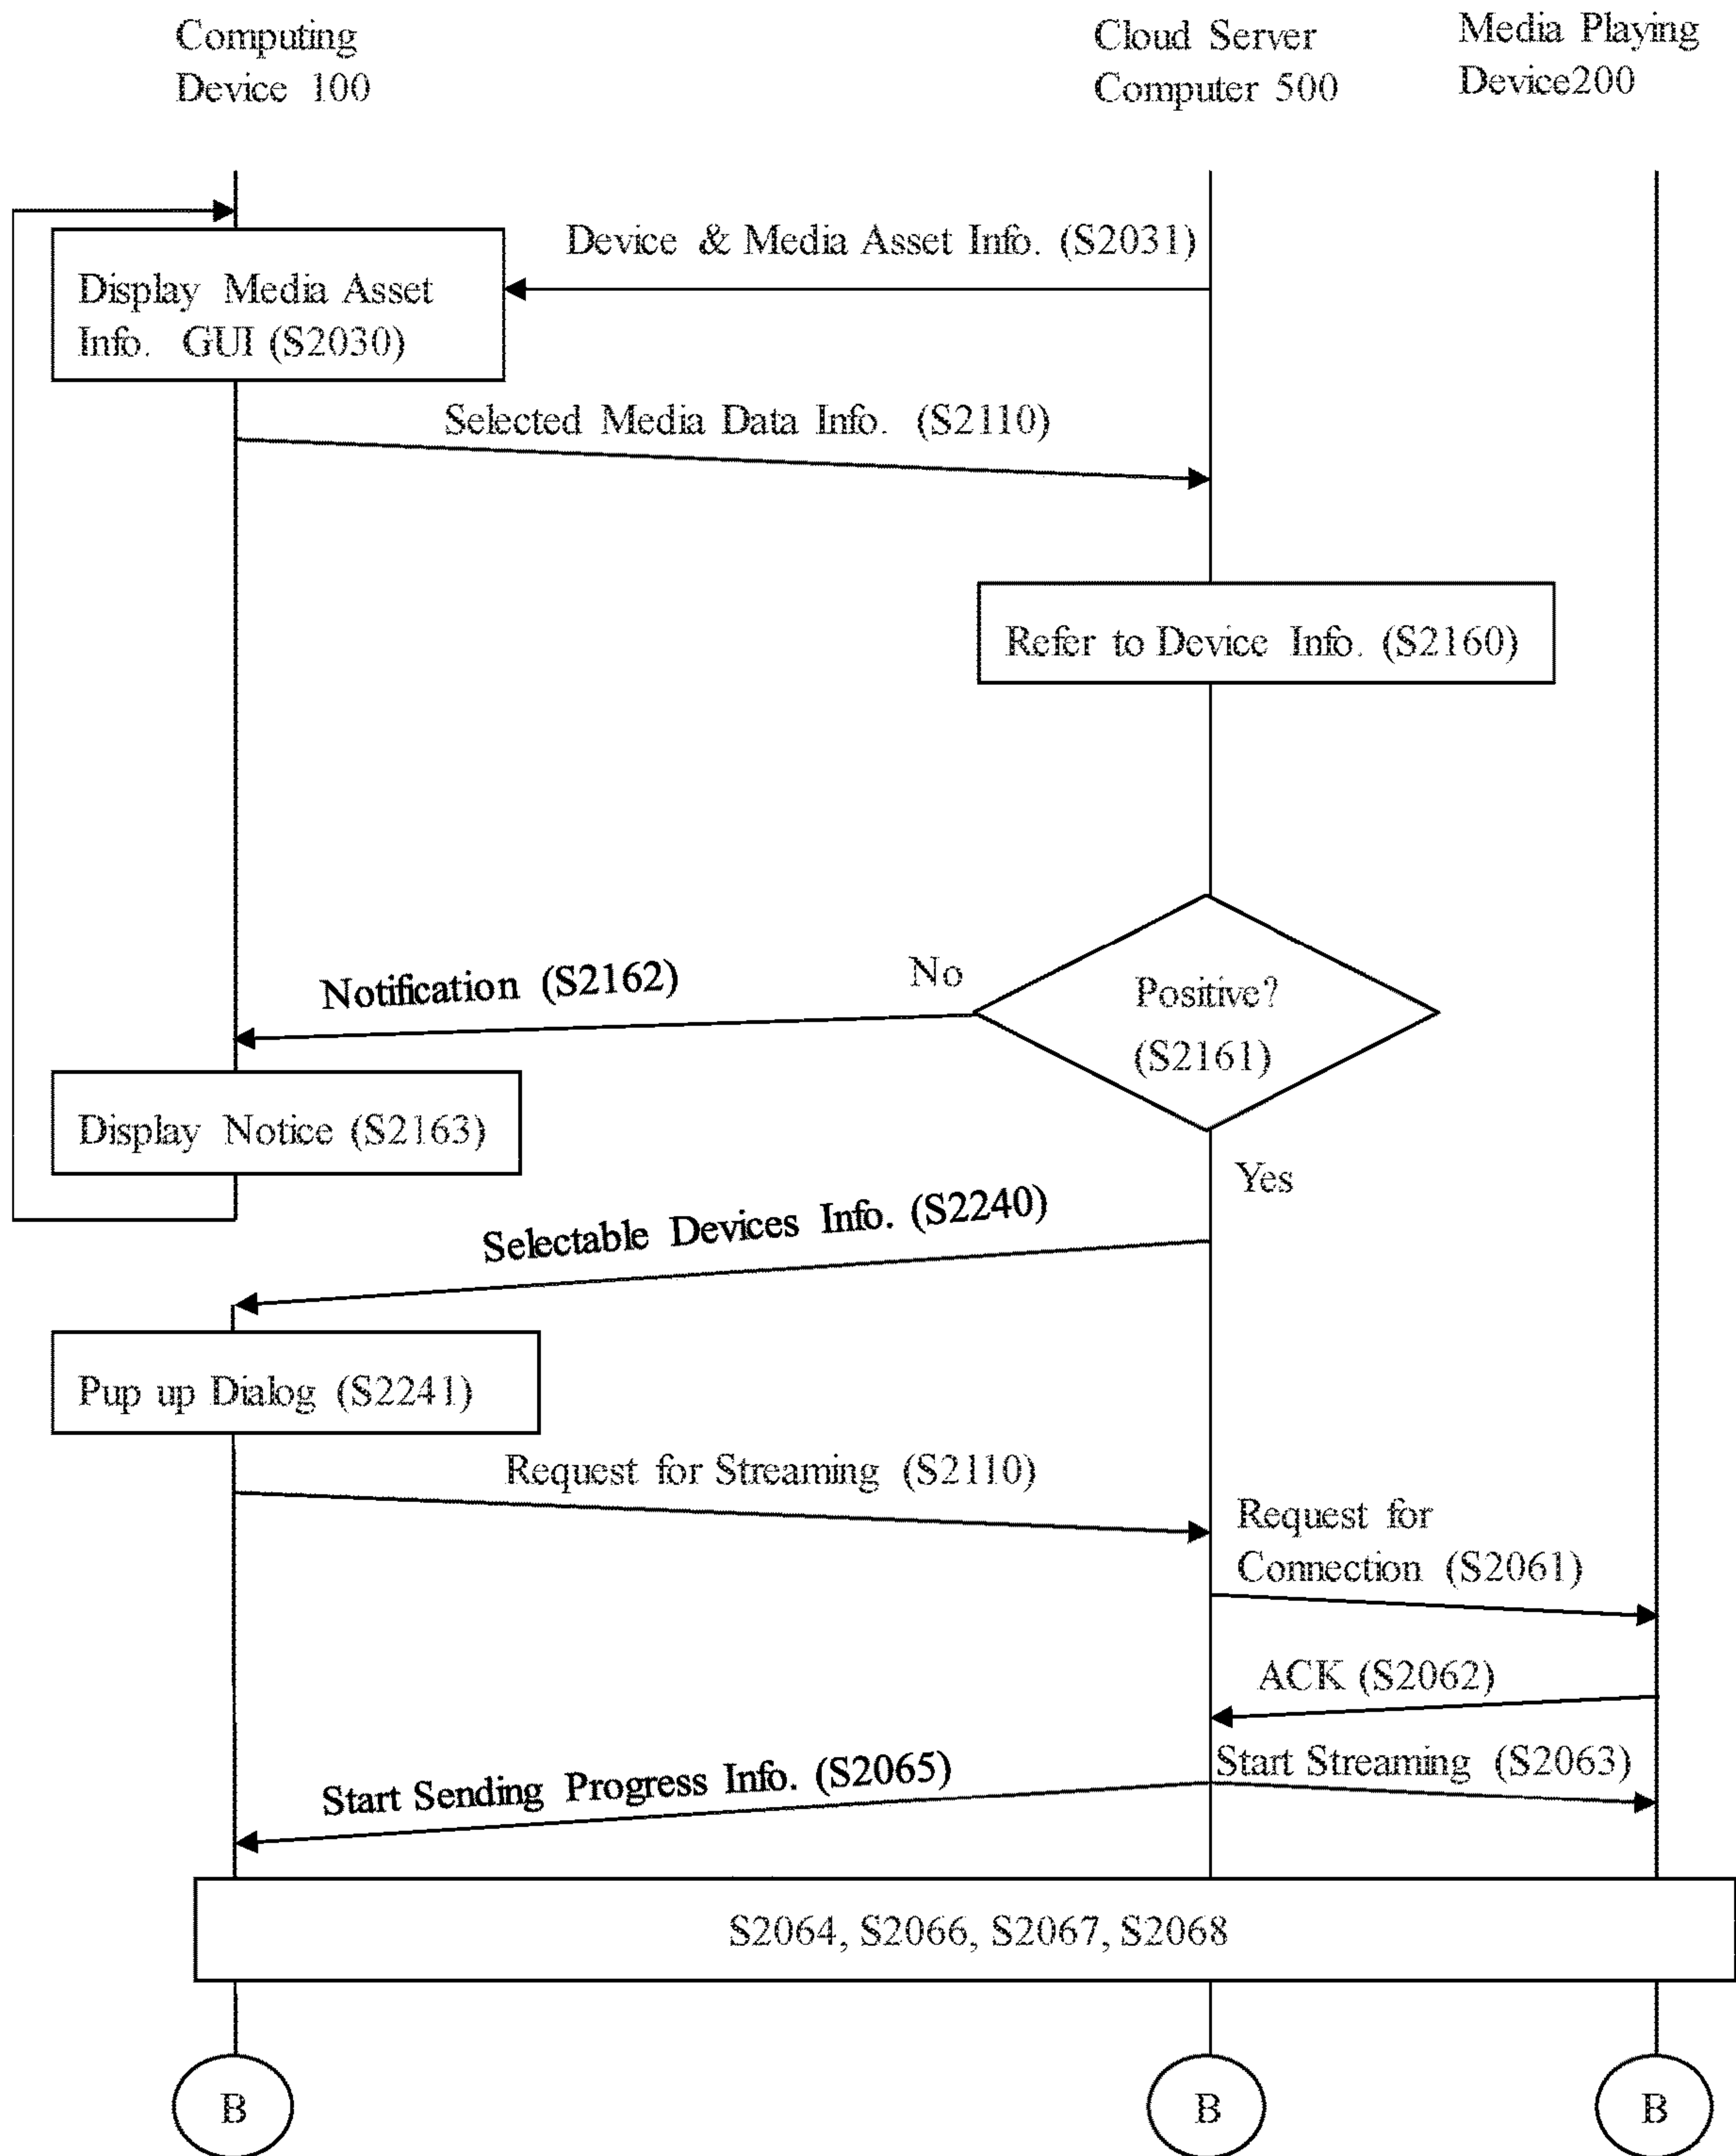 Computing
Device 100
Cloud Server
Computer 500
Media Playing
Device200
Device & Media Asset Info. (S2031)
Display Media Asset
Info. GUI (S2030)
Selected Media Data Info. (S2110)
Refer to Device Info. (S2160)
Notification (S2162)
No
Positive?
(S2161)
Display Notice (S2163)
Yes
Selectable Devices Info. (S2240)
Pup up Dialog (S2241)
Request for Streaming (S2110)
Request for
Connection (S2061)
ACK (S2062)
Start Sending Progress Info. (S2065)
Start Streaming (S2063)
S2064, S2066, S2067, S2068
B
B
B